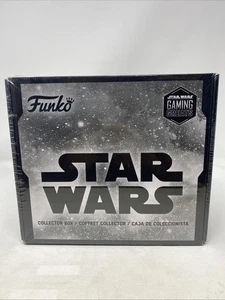 Funko
STAR WARS
GAMING
GREATS
STAR
WARS
COLLECTOR BOX / COFFRET COLLECTOR / CAJA DE COLECCIONISTA